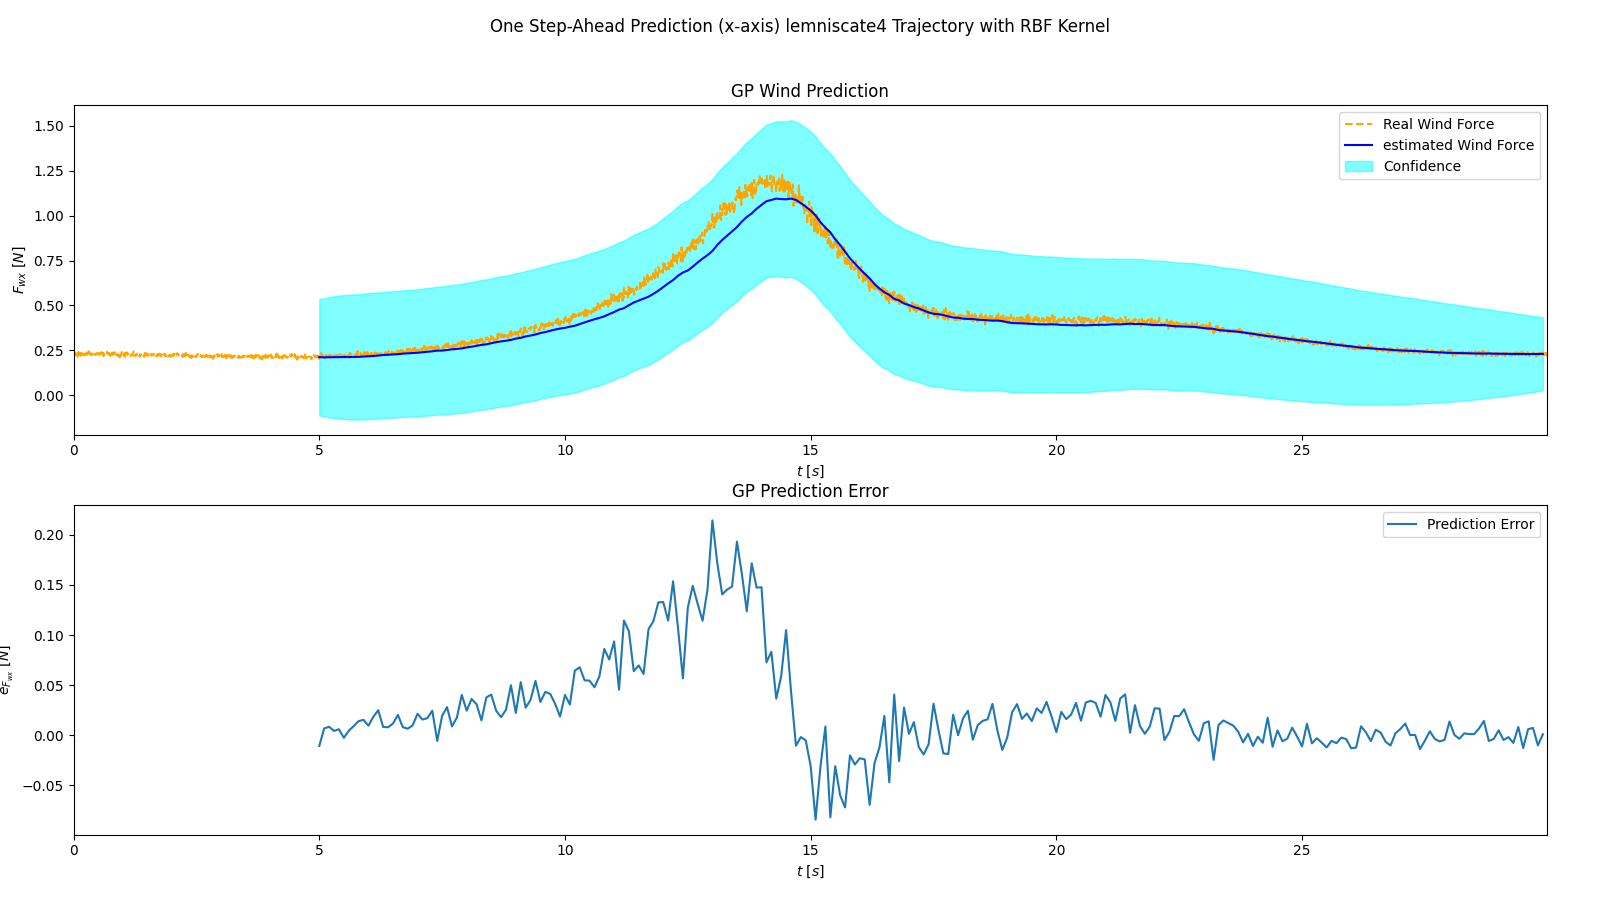 One Step-Ahead Prediction (x-axis) lemniscate4 Trajectory with RBF Kernel
GP Wind Prediction
Real Wind Force
estimated Wind Force
Confidence
F_wx [N]
1.50
1.25
1.00
0.75
0.50
0.25
0.00
0 5 10 15 20 25
t [s]
GP Prediction Error
Prediction Error
e_F_wx [N]
0.20
0.15
0.10
0.05
0.00
−0.05
0 5 10 15 20 25
t [s]